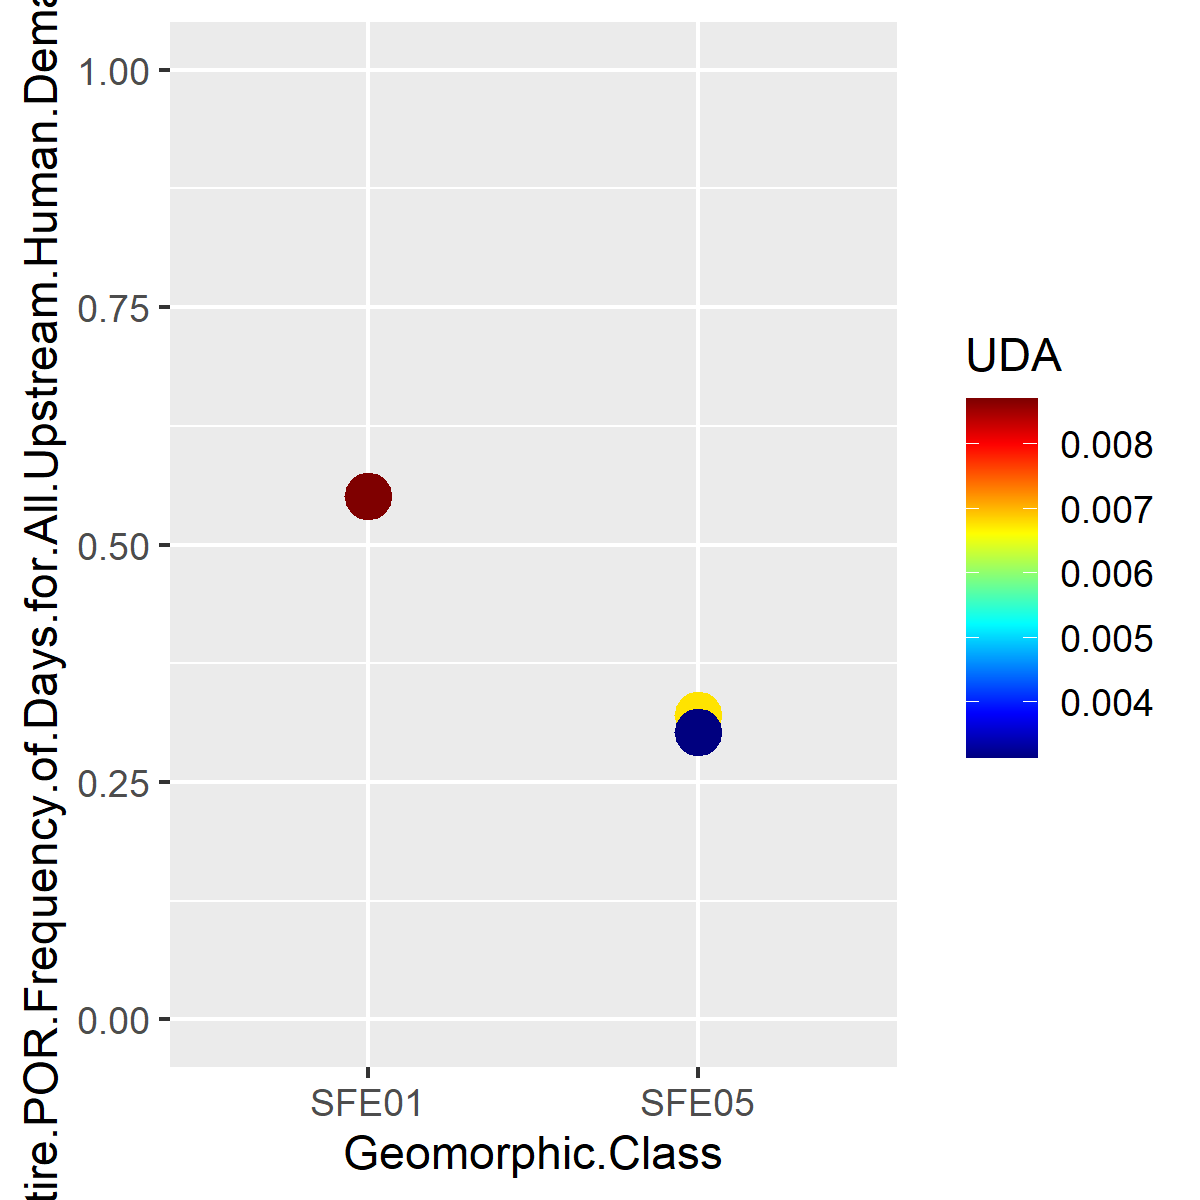 tire.POR.Frequency.of.Days.for.All.Upstream.Human.Dema
1.00
0.75
0.50
0.25
0.00
SFE01 SFE05
Geomorphic.Class
UDA
0.008
0.007
0.006
0.005
0.004